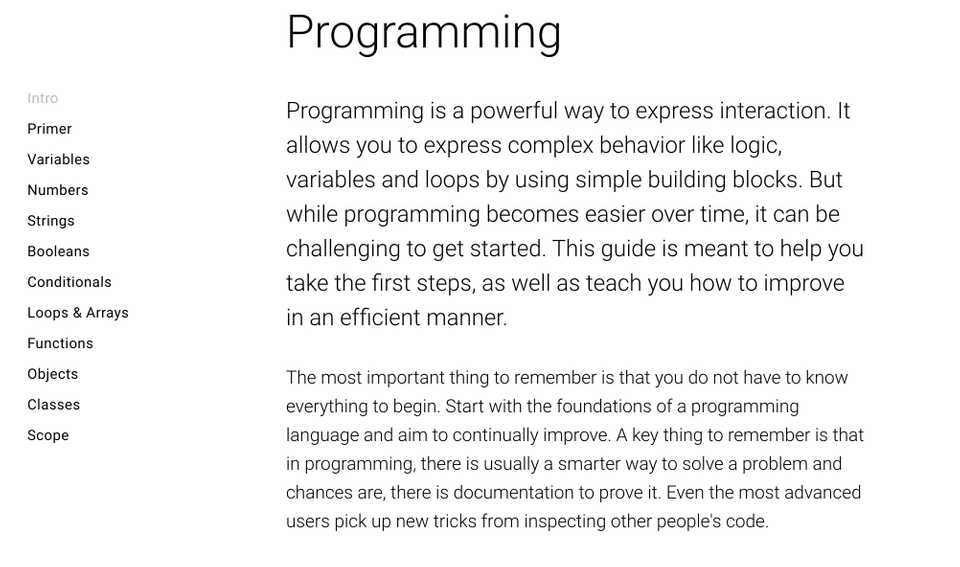 Programming
Intro
Primer
Variables
Numbers
Strings
Booleans
Conditionals
Loops & Arrays
Functions
Objects
Classes
Scope
Programming is a powerful way to express interaction. It
allows you to express complex behavior like logic,
variables and loops by using simple building blocks. But
while programming becomes easier over time, it can be
challenging to get started. This guide is meant to help you
take the first steps, as well as teach you how to improve
in an efficient manner.
The most important thing to remember is that you do not have to know
everything to begin. Start with the foundations of a programming
language and aim to continually improve. A key thing to remember is that
in programming, there is usually a smarter way to solve a problem and
chances are, there is documentation to prove it. Even the most advanced
users pick up new tricks from inspecting other people's code.